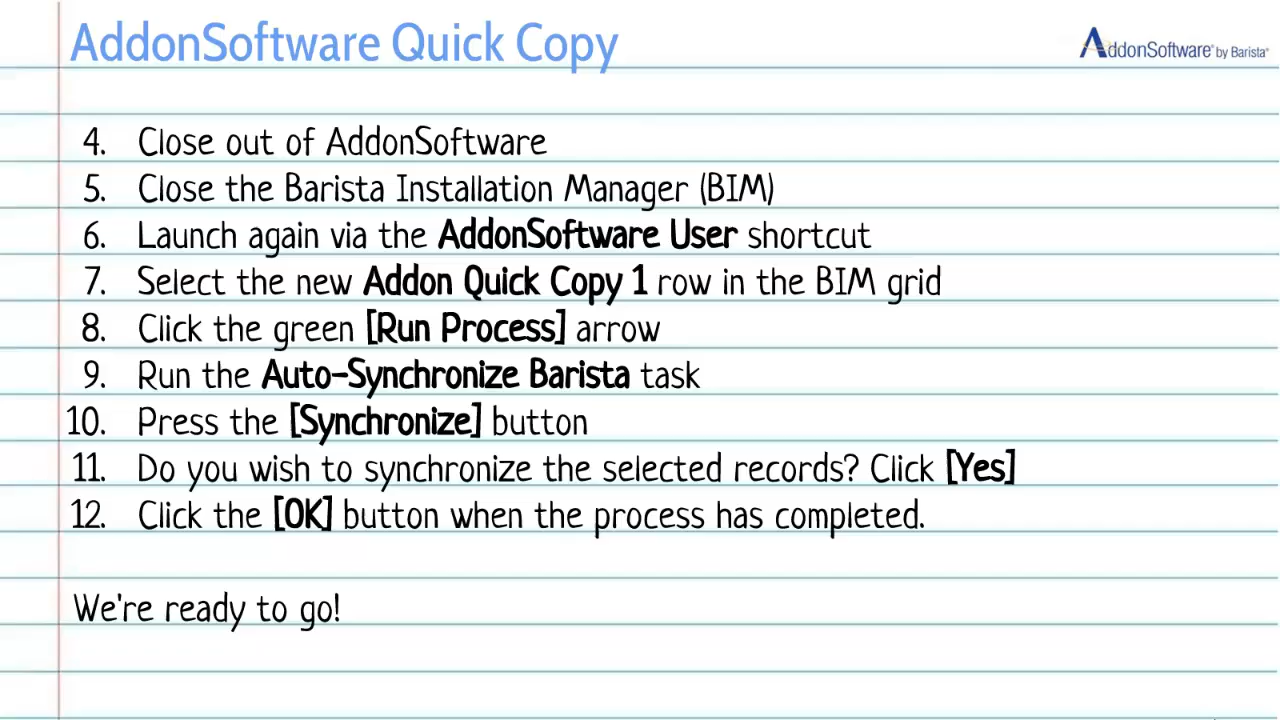 AddonSoftware Quick Copy
AddonSoftware® by Barista®
4. Close out of AddonSoftware
5. Close the Barista Installation Manager (BIM)
6. Launch again via the AddonSoftware User shortcut
7. Select the new Addon Quick Copy 1 row in the BIM grid
8. Click the green [Run Process] arrow
9. Run the Auto-Synchronize Barista task
10. Press the [Synchronize] button
11. Do you wish to synchronize the selected records? Click [Yes]
12. Click the [OK] button when the process has completed.
We're ready to go!